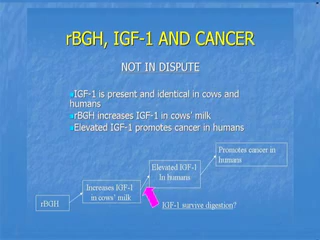 rBGH, IGF-1 AND CANCER
NOT IN DISPUTE
IGF-1 is present and identical in cows and
humans
rBGH increases IGF-1 in cows' milk
Elevated IGF-1 promotes cancer in humans
Promotes cancer in
humans
Elevated IGF-1
In humans
Increases IGF-1
in cows' milk
rBGH
IGF-1 survive digestion?